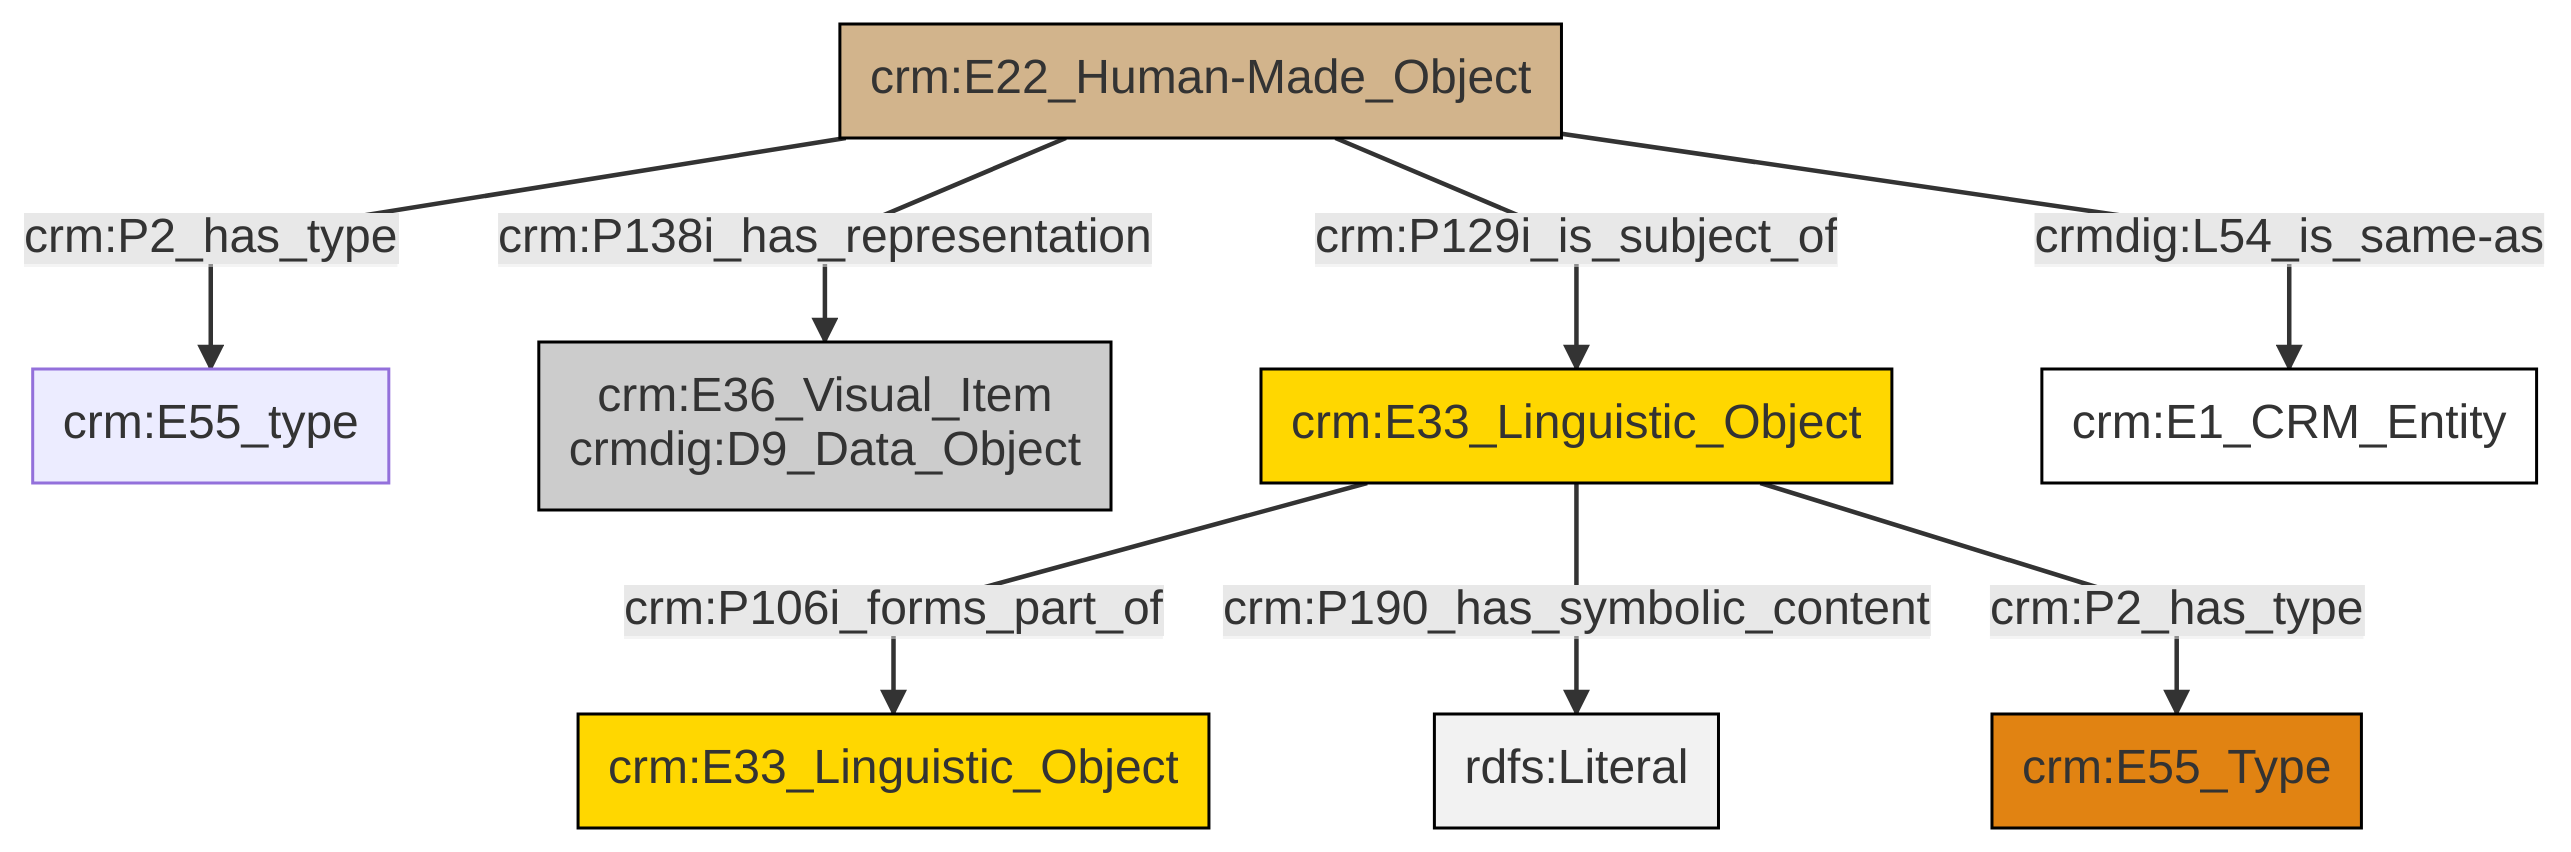 crm:E22_Human-Made_Object
crm:P2_has_type
crm:P138i_has_representation
crm:P129i_is_subject_of
crmdig:L54_is_same-as
crm:E55_type
crm:E36_Visual_Item
crmdig:D9_Data_Object
crm:E33_Linguistic_Object
crm:E1_CRM_Entity
crm:P106i_forms_part_of
crm:P190_has_symbolic_content
crm:P2_has_type
crm:E33_Linguistic_Object
rdfs:Literal
crm:E55_Type